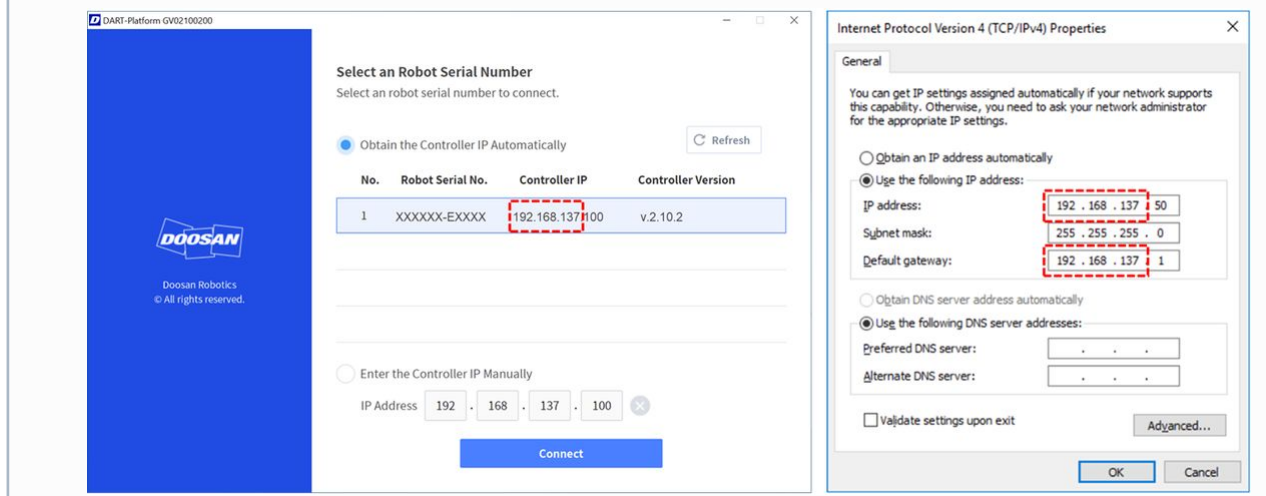 DART-Platform GV02100200
DOOSAN
Doosan Robotics
© All rights reserved.
Select an Robot Serial Number
Select an robot serial number to connect.
Obtain the Controller IP Automatically
Refresh
No. Robot Serial No. Controller IP Controller Version
1 XXXXXX-EXXXX 192.168.137.100 v.2.10.2
Enter the Controller IP Manually
IP Address 192 . 168 . 137 . 100
Connect
Internet Protocol Version 4 (TCP/IPv4) Properties
General
You can get IP settings assigned automatically if your network supports
this capability. Otherwise, you need to ask your network administrator
for the appropriate IP settings.
Obtain an IP address automatically
Use the following IP address:
IP address: 192 . 168 . 137 . 50
Subnet mask: 255 . 255 . 255 . 0
Default gateway: 192 . 168 . 137 . 1
Obtain DNS server address automatically
Use the following DNS server addresses:
Preferred DNS server: . . .
Alternate DNS server: . . .
Validate settings upon exit
Advanced...
OK Cancel